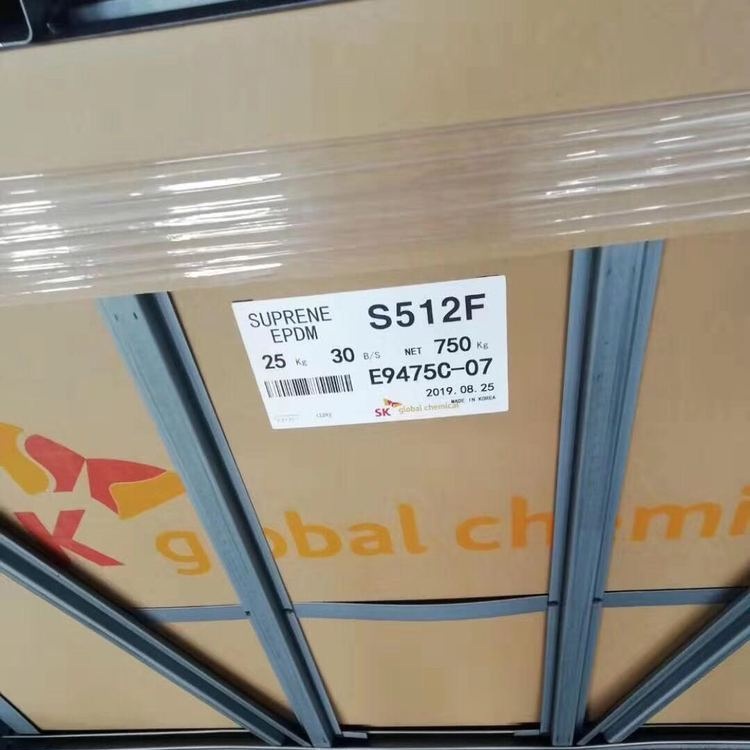 SUPRENE
EPDM
S512F
25 Kg 30 B/S NET 750 Kg
E9475C-07
2019.08.25
MADE IN KOREA
SK global chemical
SK global chemi